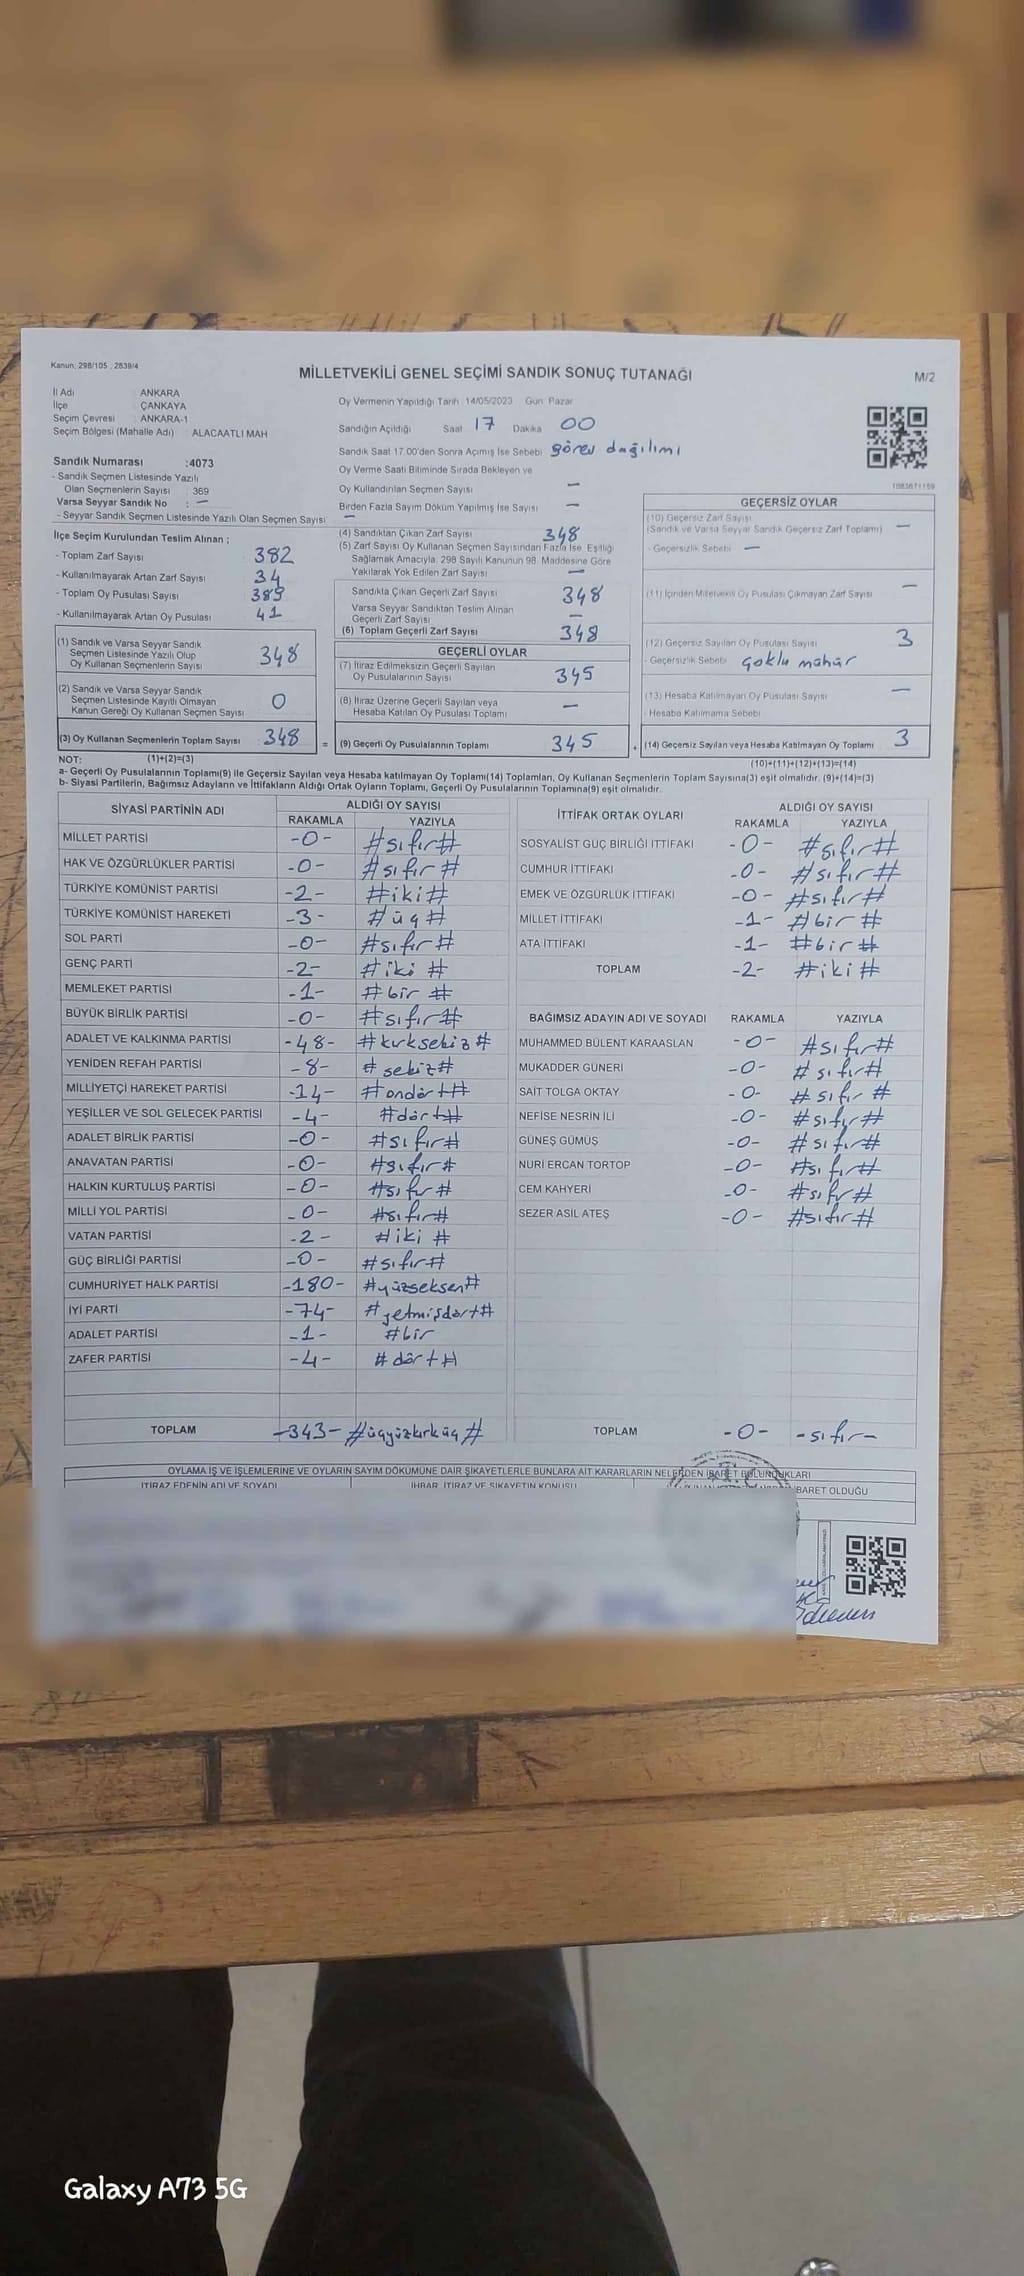 Kanun: 298/105 , 2839/4
MİLLETVEKİLİ GENEL SEÇİMİ SANDIK SONUÇ TUTANAĞI
M/2
İl Adı : ANKARA
İlçe : ÇANKAYA
Seçim Çevresi : ANKARA-1
Seçim Bölgesi (Mahalle Adı) : ALACAATLI MAH
Sandık Numarası :4073
- Sandık Seçmen Listesinde Yazılı
Olan Seçmenlerin Sayısı : 369
Varsa Seyyar Sandık No : —
- Seyyar Sandık Seçmen Listesinde Yazılı Olan Seçmen Sayısı : —
Oy Vermenin Yapıldığı Tarih : 14/05/2023 Gün: Pazar
Sandığın Açıldığı Saat 17 Dakika 00
Sandık Saat 17.00'den Sonra Açılmış İse Sebebi görev dağılımı
Oy Verme Saati Bitiminde Sırada Bekleyen ve
Oy Kullandırılan Seçmen Sayısı —
Birden Fazla Sayım Döküm Yapılmış İse Sayısı —
İlçe Seçim Kurulundan Teslim Alınan ;
- Toplam Zarf Sayısı 382
- Kullanılmayarak Artan Zarf Sayısı 34
- Toplam Oy Pusulası Sayısı 389
- Kullanılmayarak Artan Oy Pusulası 41
(4) Sandıktan Çıkan Zarf Sayısı 348
(5) Zarf Sayısı Oy Kullanan Seçmen Sayısından Fazla İse, Eşitliği
Sağlamak Amacıyla, 298 Sayılı Kanunun 98. Maddesine Göre
Yakılarak Yok Edilen Zarf Sayısı —
Sandıkta Çıkan Geçerli Zarf Sayısı 348
Varsa Seyyar Sandıktan Teslim Alınan
Geçerli Zarf Sayısı —
(6) Toplam Geçerli Zarf Sayısı 348
GEÇERSİZ OYLAR
(10) Geçersiz Zarf Sayısı
(Sandık ve Varsa Seyyar Sandık Geçersiz Zarf Toplamı) —
- Geçersizlik Sebebi —
(11) İçinden Milletvekili Oy Pusulası Çıkmayan Zarf Sayısı —
(12) Geçersiz Sayılan Oy Pusulası Sayısı 3
- Geçersizlik Sebebi çoklu mühür
(13) Hesaba Katılmayan Oy Pusulası Sayısı —
- Hesaba Katılmama Sebebi
(1) Sandık ve Varsa Seyyar Sandık
Seçmen Listesinde Yazılı Olup
Oy Kullanan Seçmenlerin Sayısı 348
(2) Sandık ve Varsa Seyyar Sandık
Seçmen Listesinde Kayıtlı Olmayan
Kanun Gereği Oy Kullanan Seçmen Sayısı 0
GEÇERLİ OYLAR
(7) İtiraz Edilmeksizin Geçerli Sayılan
Oy Pusulalarının Sayısı 345
(8) İtiraz Üzerine Geçerli Sayılan veya
Hesaba Katılan Oy Pusulası Toplamı —
(3) Oy Kullanan Seçmenlerin Toplam Sayısı 348 = (9) Geçerli Oy Pusulalarının Toplamı 345 + (14) Geçersiz Sayılan veya Hesaba Katılmayan Oy Toplamı 3
NOT: (1)+(2)=(3) (10)+(11)+(12)+(13)=(14)
a- Geçerli Oy Pusulalarının Toplamı(9) ile Geçersiz Sayılan veya Hesaba katılmayan Oy Toplamı(14) Toplamları, Oy Kullanan Seçmenlerin Toplam Sayısına(3) eşit olmalıdır. (9)+(14)=(3)
b- Siyasi Partilerin, Bağımsız Adayların ve İttifakların Aldığı Ortak Oyların Toplamı, Geçerli Oy Pusulalarının Toplamına(9) eşit olmalıdır.
SİYASİ PARTİNİN ADI ALDIĞI OY SAYISI
RAKAMLA YAZIYLA
MİLLET PARTİSİ -0- #sıfır#
HAK VE ÖZGÜRLÜKLER PARTİSİ -0- #sıfır#
TÜRKİYE KOMÜNİST PARTİSİ -2- #iki#
TÜRKİYE KOMÜNİST HAREKETİ -3- #üç#
SOL PARTİ -0- #sıfır#
GENÇ PARTİ -2- #iki#
MEMLEKET PARTİSİ -1- #bir#
BÜYÜK BİRLİK PARTİSİ -0- #sıfır#
ADALET VE KALKINMA PARTİSİ -48- #kırksekiz#
YENİDEN REFAH PARTİSİ -8- #sekiz#
MİLLİYETÇİ HAREKET PARTİSİ -14- #ondört#
YEŞİLLER VE SOL GELECEK PARTİSİ -4- #dört#
ADALET BİRLİK PARTİSİ -0- #sıfır#
ANAVATAN PARTİSİ -0- #sıfır#
HALKIN KURTULUŞ PARTİSİ -0- #sıfır#
MİLLİ YOL PARTİSİ -0- #sıfır#
VATAN PARTİSİ -2- #iki#
GÜÇ BİRLİĞİ PARTİSİ -0- #sıfır#
CUMHURİYET HALK PARTİSİ -180- #yüzseksen#
İYİ PARTİ -74- #yetmişdört#
ADALET PARTİSİ -1- #bir
ZAFER PARTİSİ -4- #dört#
TOPLAM -343- #üçyüzkırküç#
İTTİFAK ORTAK OYLARI ALDIĞI OY SAYISI
RAKAMLA YAZIYLA
SOSYALİST GÜÇ BİRLİĞİ İTTİFAKI -0- #sıfır#
CUMHUR İTTİFAKI -0- #sıfır#
EMEK VE ÖZGÜRLÜK İTTİFAKI -0- #sıfır#
MİLLET İTTİFAKI -1- #bir#
ATA İTTİFAKI -1- #bir#
TOPLAM -2- #iki#
BAĞIMSIZ ADAYIN ADI VE SOYADI RAKAMLA YAZIYLA
MUHAMMED BÜLENT KARAASLAN -0- #sıfır#
MUKADDER GÜNERİ -0- #sıfır#
SAİT TOLGA OKTAY -0- #sıfır#
NEFİSE NESRİN İLİ -0- #sıfır#
GÜNEŞ GÜMÜŞ -0- #sıfır#
NURİ ERCAN TORTOP -0- #sıfır#
CEM KAHYERİ -0- #sıfır#
SEZER ASİL ATEŞ -0- #sıfır#
TOPLAM -0- -sıfır-
OYLAMA İŞ VE İŞLEMLERİNE VE OYLARIN SAYIM DÖKÜMÜNE DAİR ŞİKAYETLERLE BUNLARA AİT KARARLARIN NELERDEN İBARET BULUNDUKLARI
İTİRAZ EDENİN ADI VE SOYADI İHBAR, İTİRAZ VE ŞİKAYETİN KONUSU BARET OLDUĞU
Galaxy A73 5G